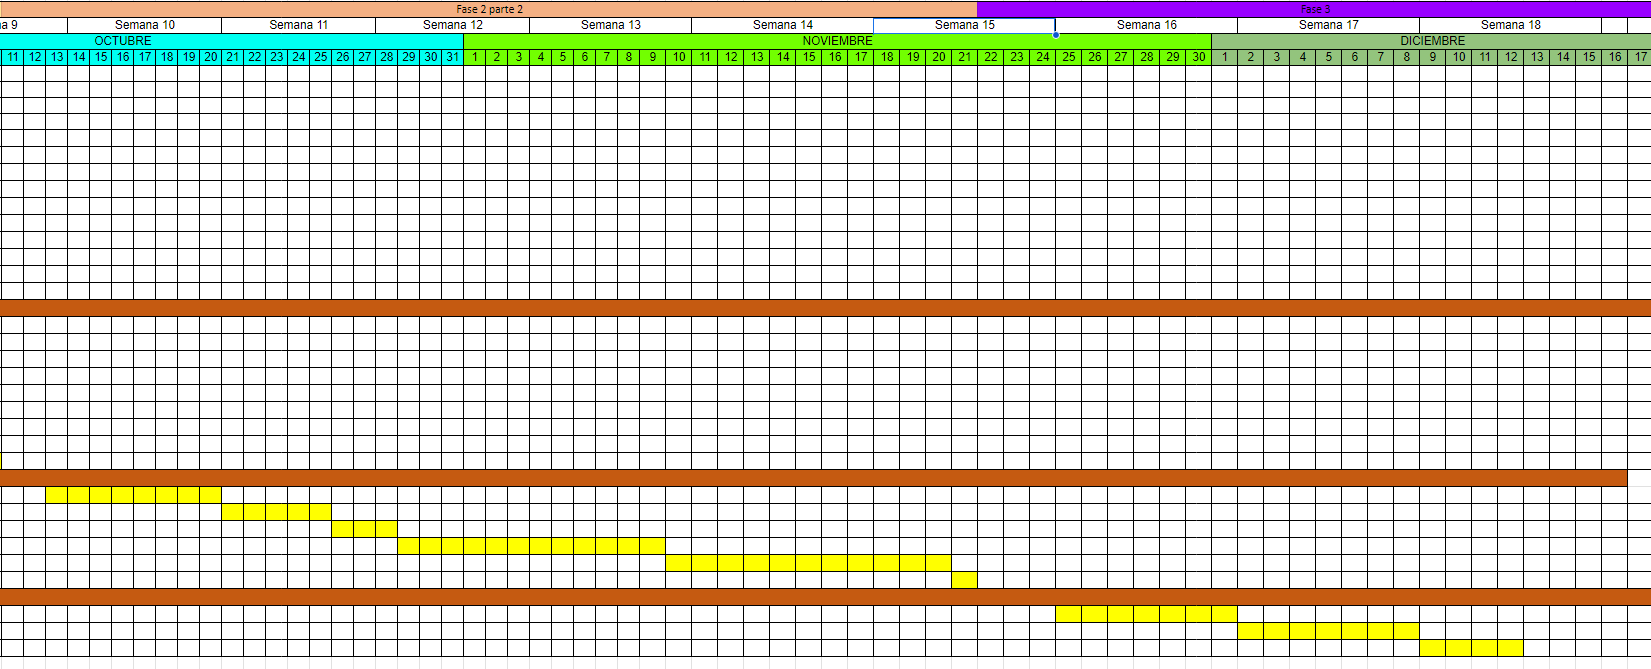 Fase 2 parte 2 Fase 3
a 9 Semana 10 Semana 11 Semana 12 Semana 13 Semana 14 Semana 15 Semana 16 Semana 17 Semana 18
OCTUBRE NOVIEMBRE DICIEMBRE
11 12 13 14 15 16 17 18 19 20 21 22 23 24 25 26 27 28 29 30 31 1 2 3 4 5 6 7 8 9 10 11 12 13 14 15 16 17 18 19 20 21 22 23 24 25 26 27 28 29 30 1 2 3 4 5 6 7 8 9 10 11 12 13 14 15 16 17